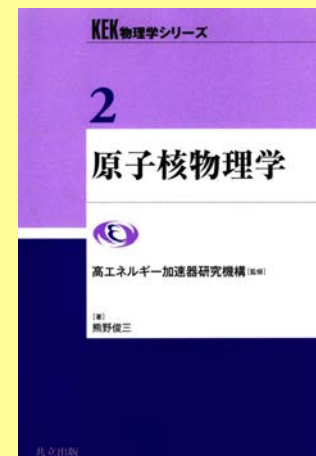 KEK物理学シリーズ
2
原子核物理学
高エネルギー加速器研究機構[監修]
[著]
熊野俊三
共立出版